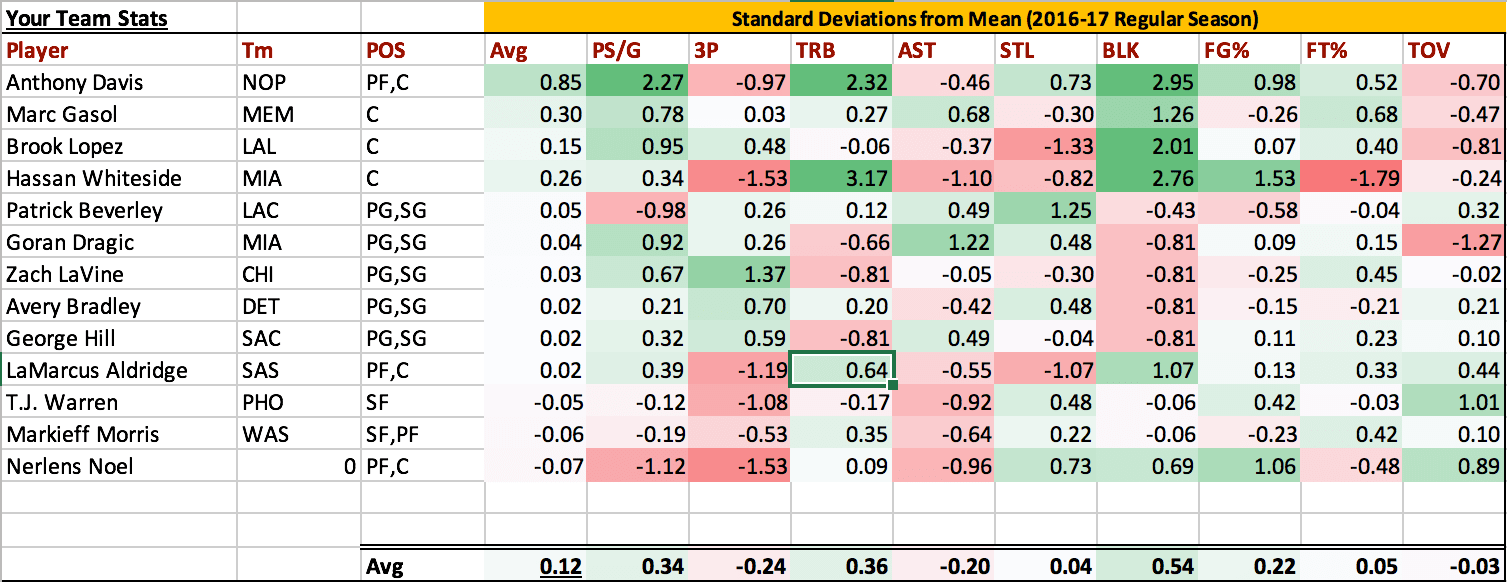 Your Team Stats Standard Deviations from Mean (2016-17 Regular Season)
Player Tm POS Avg PS/G 3P TRB AST STL BLK FG% FT% TOV
Anthony Davis NOP PF,C 0.85 2.27 -0.97 2.32 -0.46 0.73 2.95 0.98 0.52 -0.70
Marc Gasol MEM C 0.30 0.78 0.03 0.27 0.68 -0.30 1.26 -0.26 0.68 -0.47
Brook Lopez LAL C 0.15 0.95 0.48 -0.06 -0.37 -1.33 2.01 0.07 0.40 -0.81
Hassan Whiteside MIA C 0.26 0.34 -1.53 3.17 -1.10 -0.82 2.76 1.53 -1.79 -0.24
Patrick Beverley LAC PG,SG 0.05 -0.98 0.26 0.12 0.49 1.25 -0.43 -0.58 -0.04 0.32
Goran Dragic MIA PG,SG 0.04 0.92 0.26 -0.66 1.22 0.48 -0.81 0.09 0.15 -1.27
Zach LaVine CHI PG,SG 0.03 0.67 1.37 -0.81 -0.05 -0.30 -0.81 -0.25 0.45 -0.02
Avery Bradley DET PG,SG 0.02 0.21 0.70 0.20 -0.42 0.48 -0.81 -0.15 -0.21 0.21
George Hill SAC PG,SG 0.02 0.32 0.59 -0.81 0.49 -0.04 -0.81 0.11 0.23 0.10
LaMarcus Aldridge SAS PF,C 0.02 0.39 -1.19 0.64 -0.55 -1.07 1.07 0.13 0.33 0.44
T.J. Warren PHO SF -0.05 -0.12 -1.08 -0.17 -0.92 0.48 -0.06 0.42 -0.03 1.01
Markieff Morris WAS SF,PF -0.06 -0.19 -0.53 0.35 -0.64 0.22 -0.06 -0.23 0.42 0.10
Nerlens Noel 0 PF,C -0.07 -1.12 -1.53 0.09 -0.96 0.73 0.69 1.06 -0.48 0.89
Avg 0.12 0.34 -0.24 0.36 -0.20 0.04 0.54 0.22 0.05 -0.03